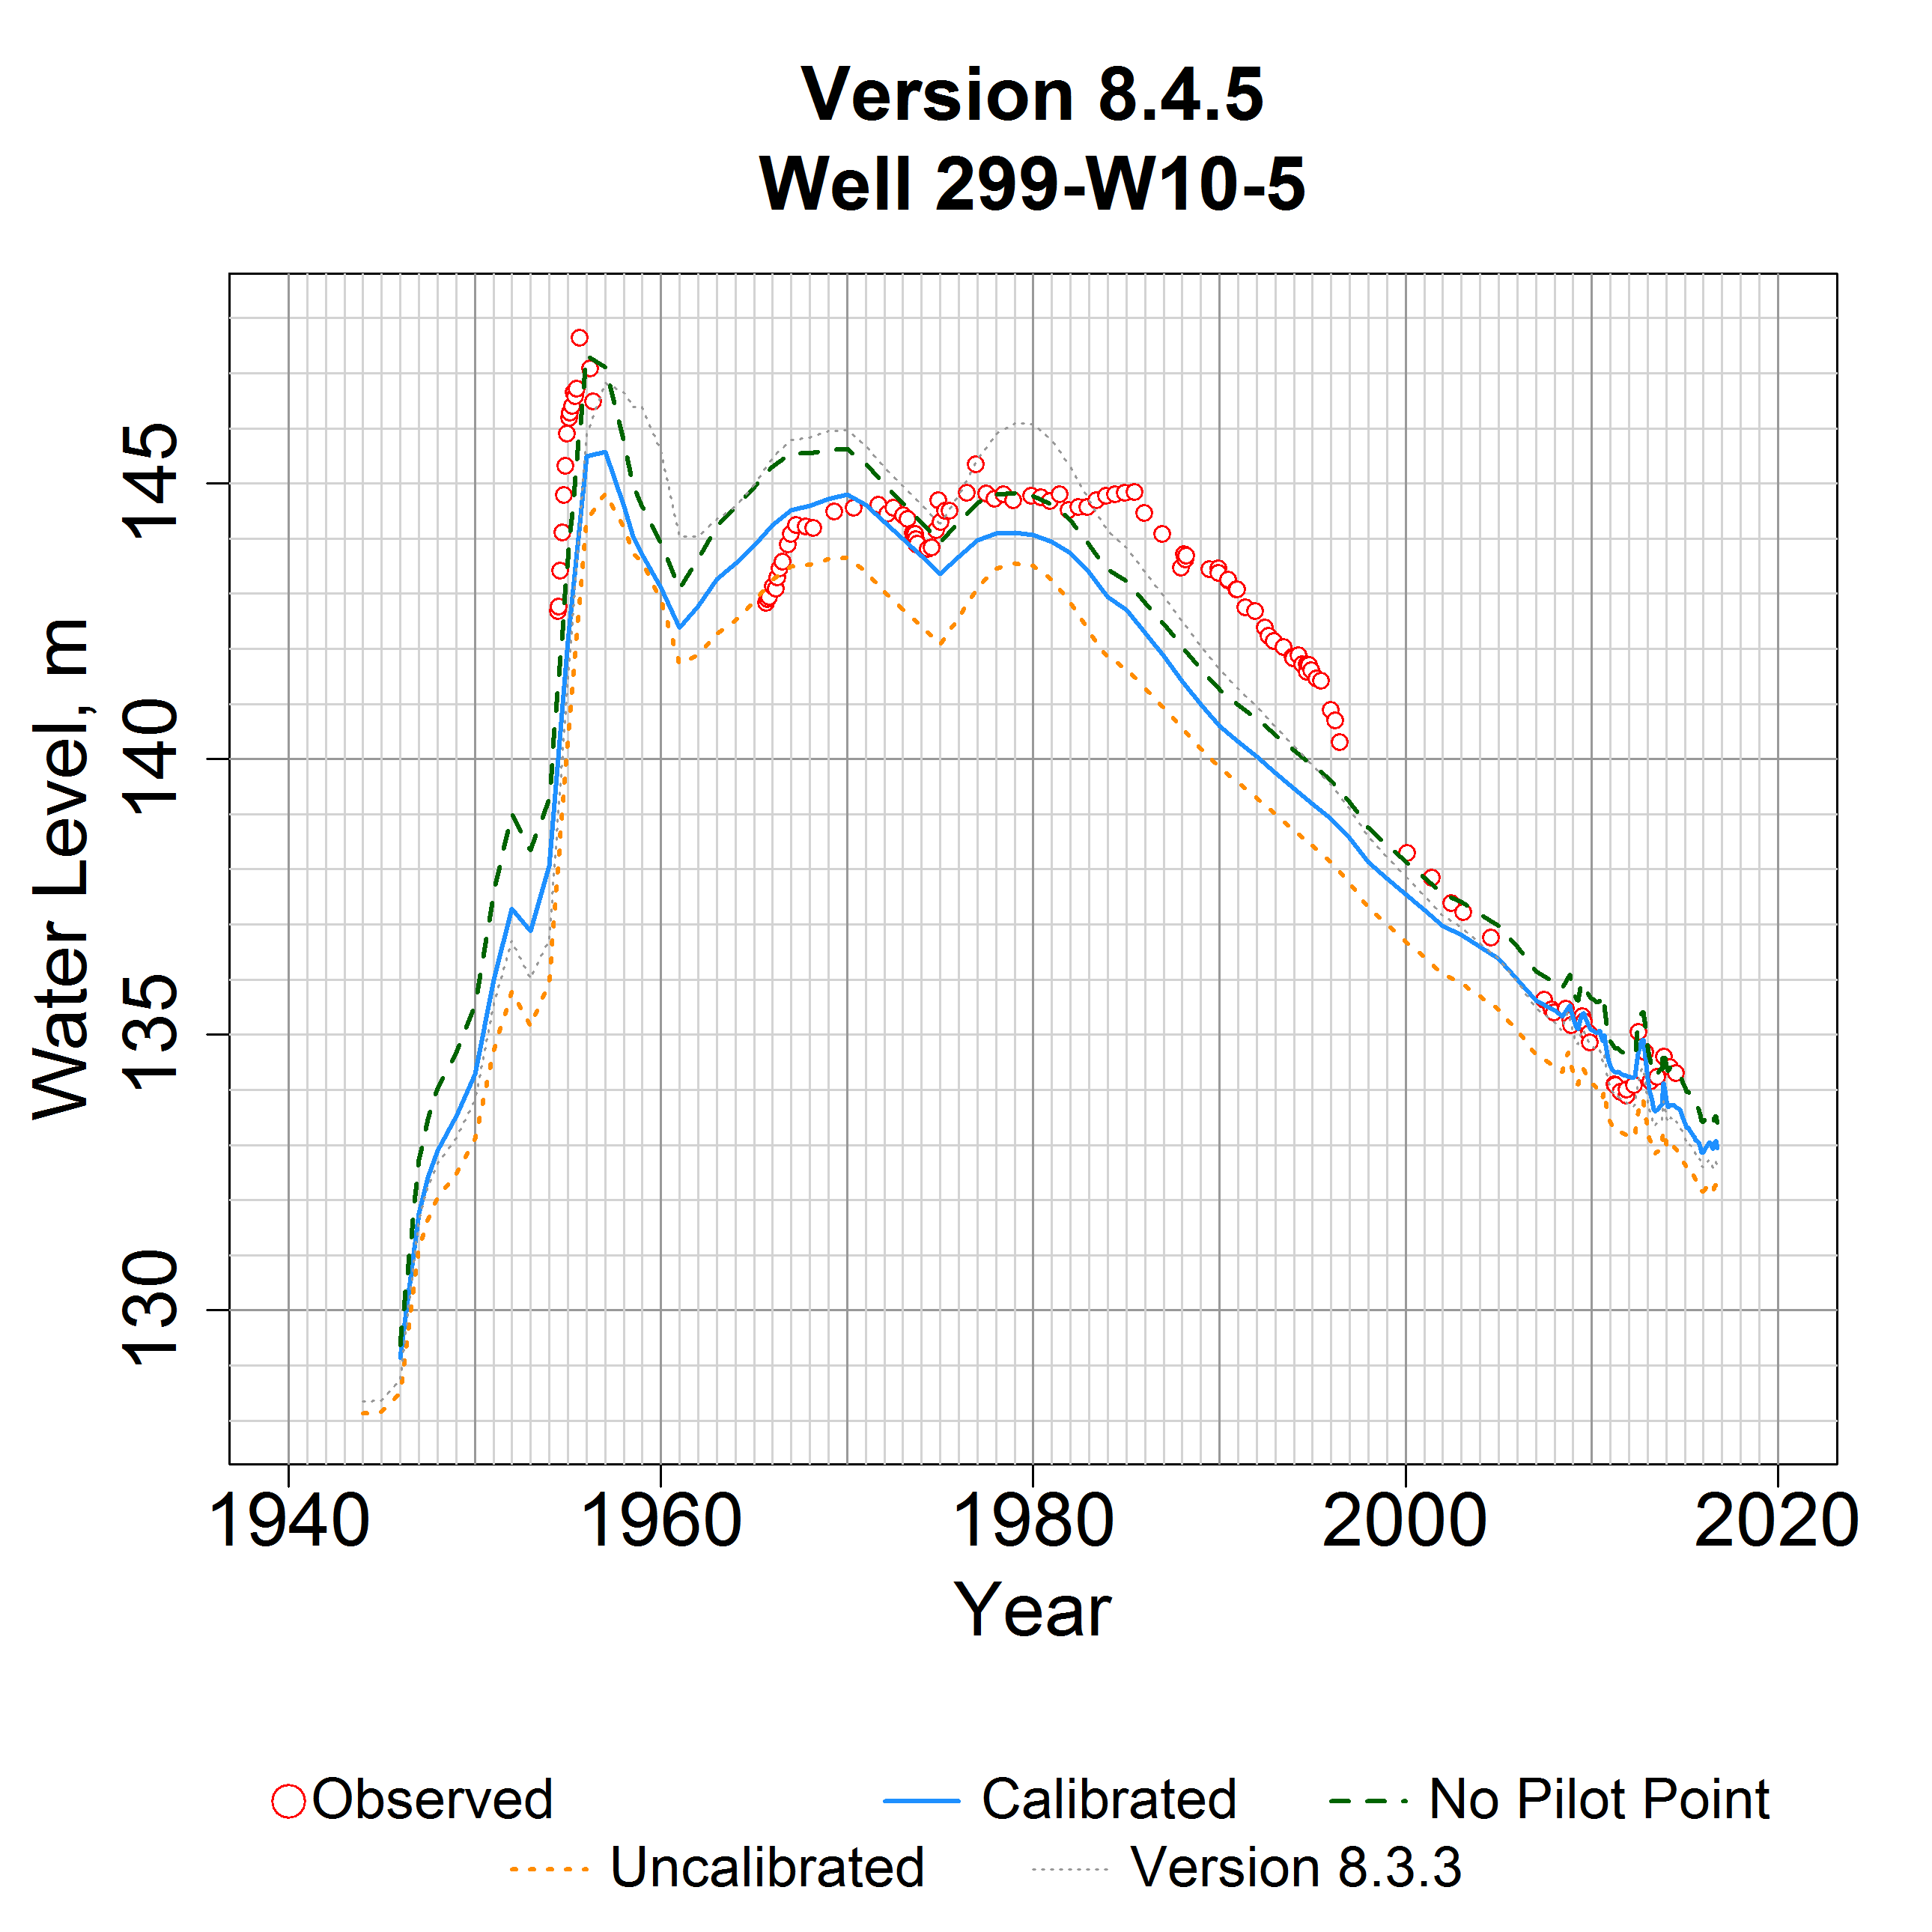 Version 8.4.5
Well 299-W10-5
Water Level, m
145
140
135
130
1940 1960 1980 2000 2020
Year
Observed Calibrated No Pilot Point
Uncalibrated Version 8.3.3